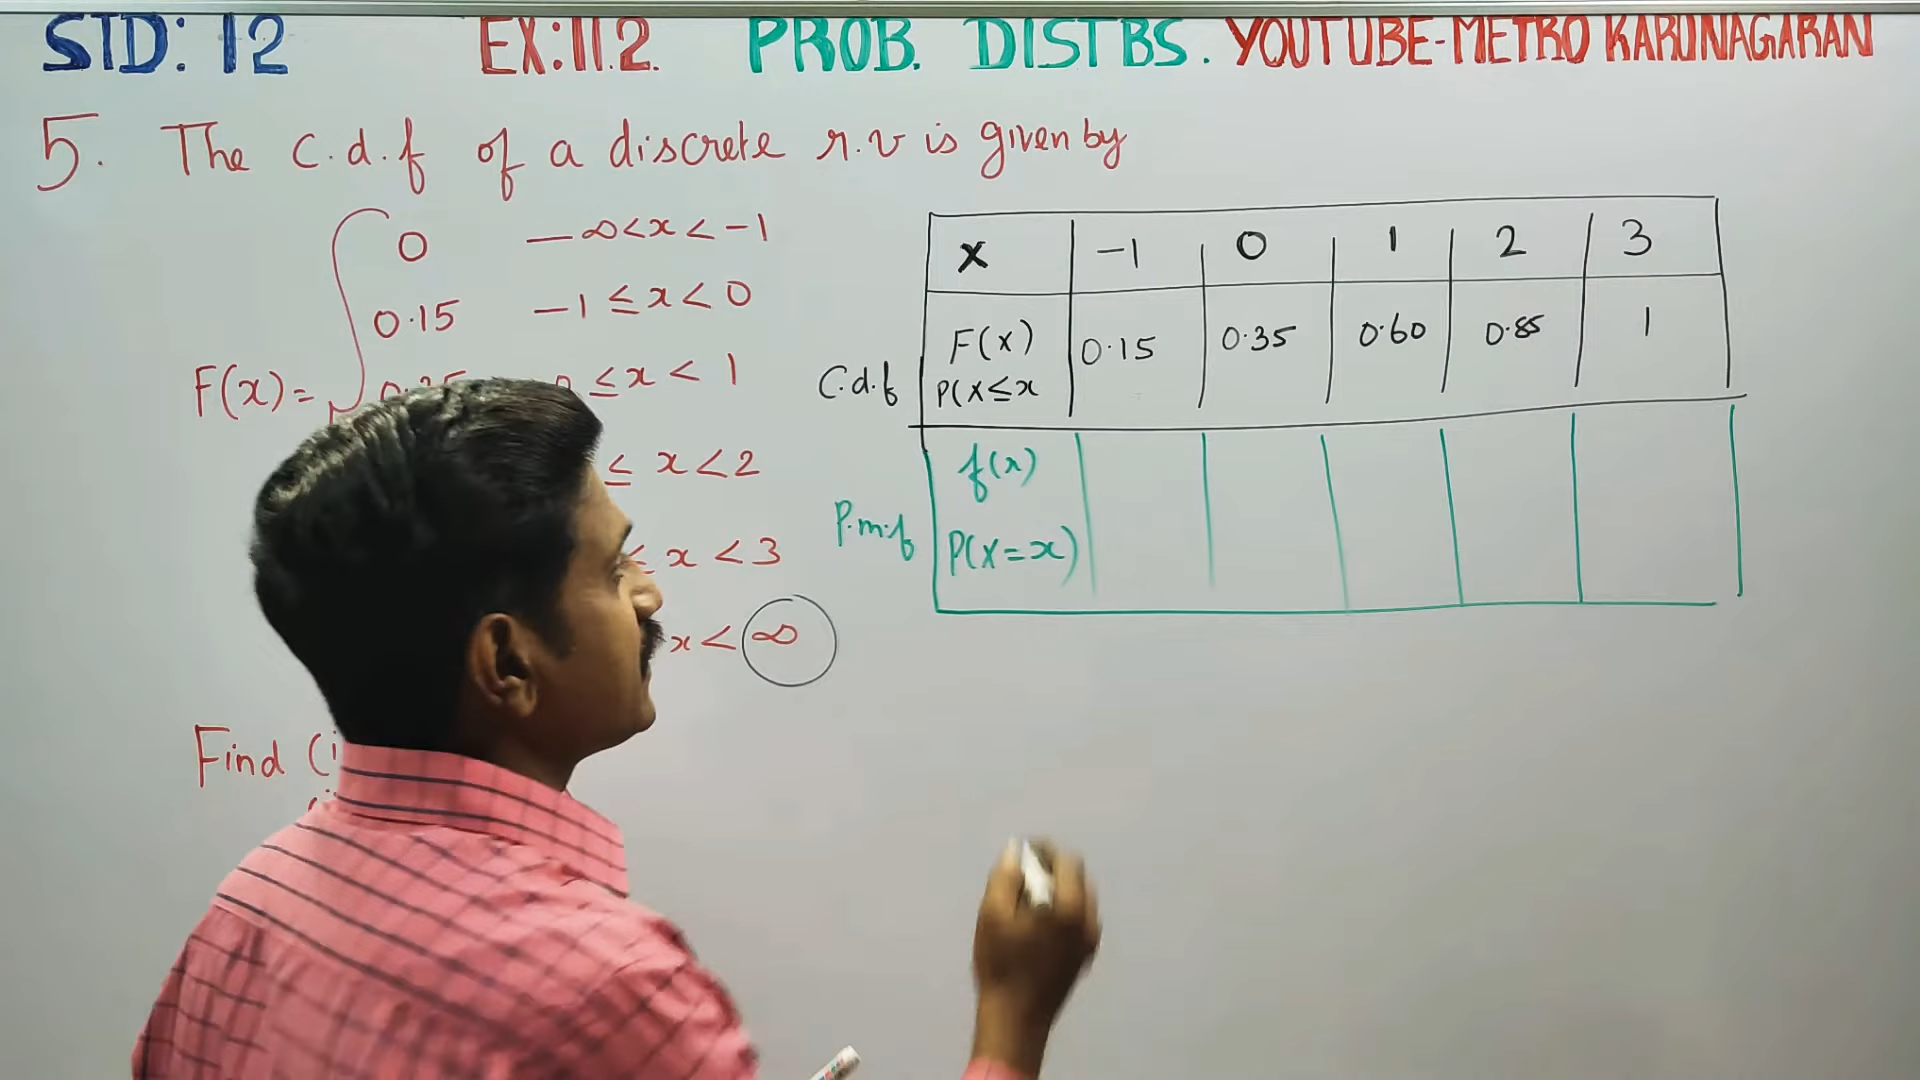 STD: 12 EX:11.2. PROB. DISTBS. YOUTUBE-METRO KARUNAGARAN
5. The c.d.f of a discrete r.v is given by
0 -∞<x<-1
0.15 -1≤x<0
F(x)= ≤x<1
≤ x<2
x<3
x<∞
Find (i
X -1 0 1 2 3
C.d.f F(x) 0.15 0.35 0.60 0.85 1
P(X≤x
P.m.f f(x)
P(X=x)